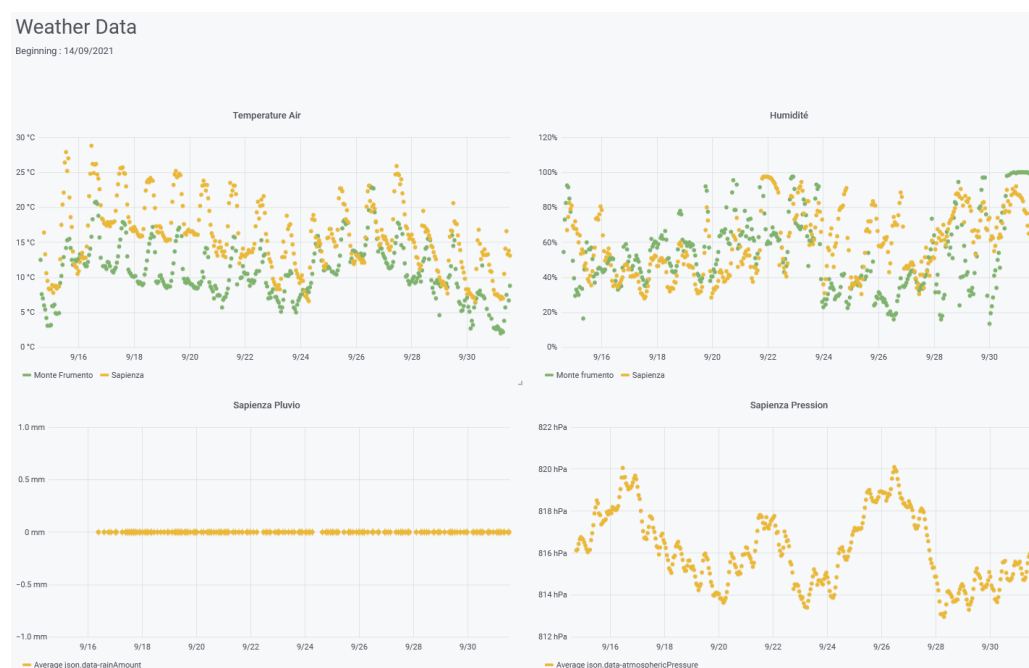 Weather Data
Beginning : 14/09/2021
Temperature Air
30 °C
25 °C
20 °C
15 °C
10 °C
5 °C
0 °C
9/16 9/18 9/20 9/22 9/24 9/26 9/28 9/30
Monte Frumento Sapienza
Humidité
120%
100%
80%
60%
40%
20%
0%
9/16 9/18 9/20 9/22 9/24 9/26 9/28 9/30
Monte frumento Sapienza
Sapienza Pluvio
1.0 mm
0.5 mm
0 mm
−0.5 mm
−1.0 mm
9/16 9/18 9/20 9/22 9/24 9/26 9/28 9/30
Average json.data-rainAmount
Sapienza Pression
822 hPa
820 hPa
818 hPa
816 hPa
814 hPa
812 hPa
9/16 9/18 9/20 9/22 9/24 9/26 9/28 9/30
Average json.data-atmosphericPressure